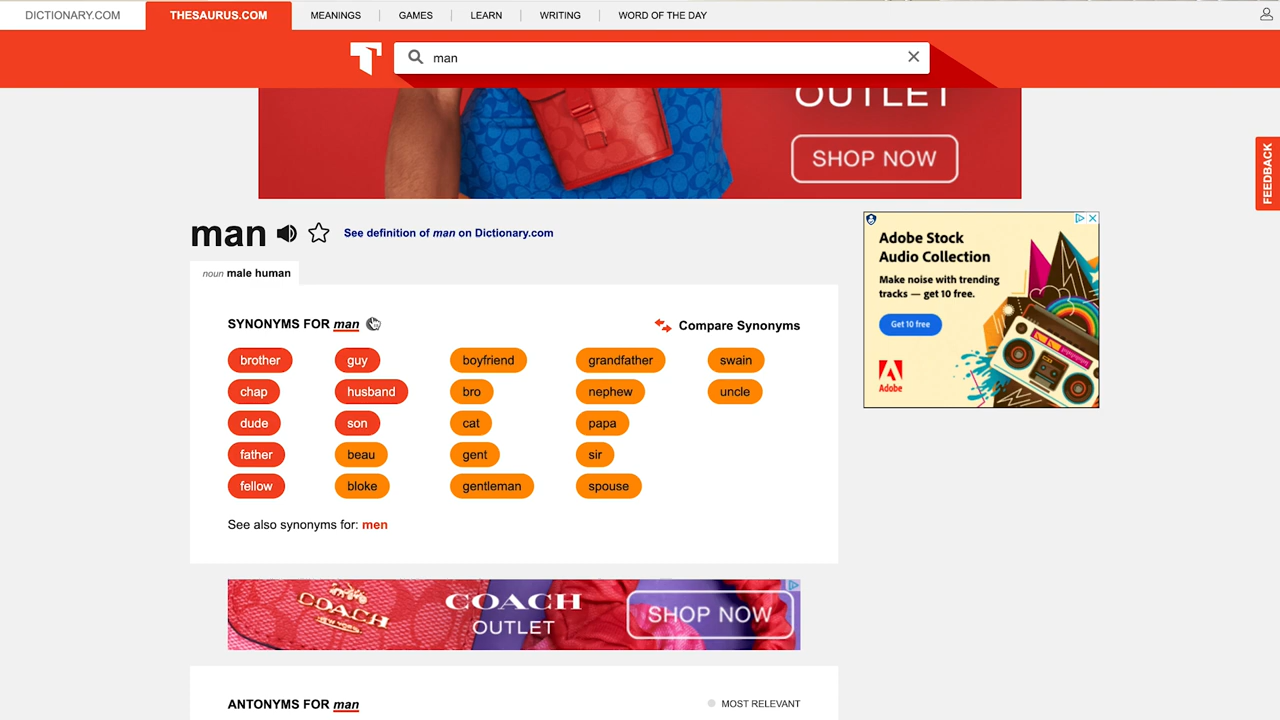 DICTIONARY.COM THESAURUS.COM MEANINGS GAMES LEARN WRITING WORD OF THE DAY
man
OUTLET
SHOP NOW
FEEDBACK
man See definition of man on Dictionary.com
noun male human
SYNONYMS FOR man Compare Synonyms
brother guy boyfriend grandfather swain
chap husband bro nephew uncle
dude son cat papa
father beau gent sir
fellow bloke gentleman spouse
See also synonyms for: men
Adobe Stock
Audio Collection
Make noise with trending
tracks — get 10 free.
Get 10 free
Adobe
COACH
NEW YORK
COACH
OUTLET
SHOP NOW
ANTONYMS FOR man MOST RELEVANT